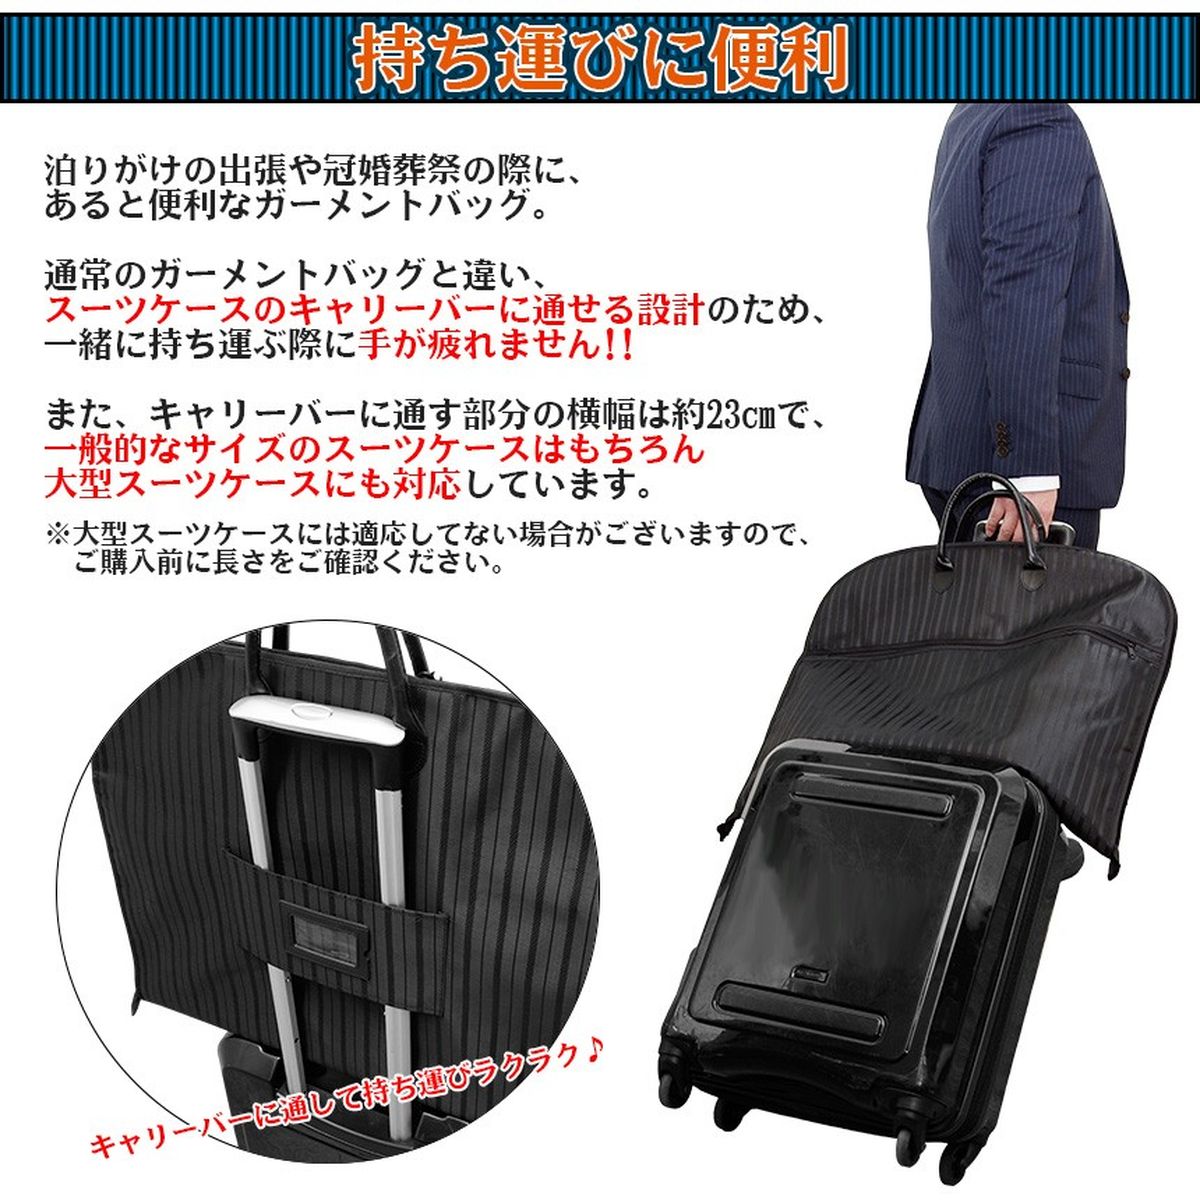 持ち運びに便利
泊りがけの出張や冠婚葬祭の際に、
あると便利なガーメントバッグ。
通常のガーメントバッグと違い、
スーツケースのキャリーバーに通せる設計のため、
一緒に持ち運ぶ際に手が疲れません!!
また、キャリーバーに通す部分の横幅は約23㎝で、
一般的なサイズのスーツケースはもちろん
大型スーツケースにも対応しています。
※大型スーツケースには適応してない場合がございますので、
ご購入前に長さをご確認ください。
キャリーバーに通して持ち運びラクラク♪